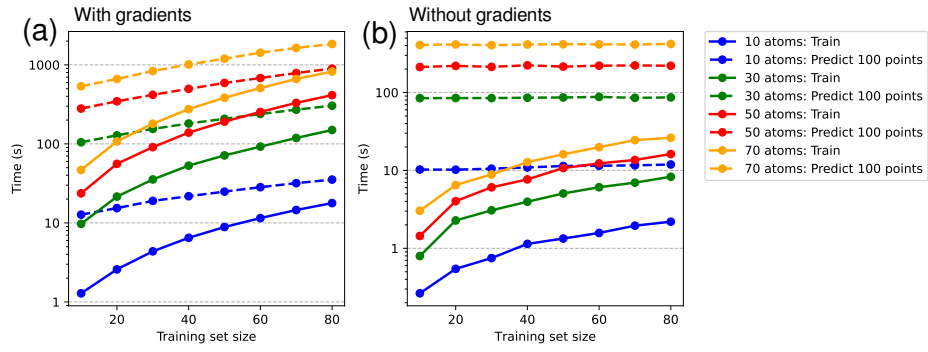 (a) With gradients
Time (s)
1000
100
10
1
20 40 60 80
Training set size
(b) Without gradients
Time (s)
100
10
1
20 40 60 80
Training set size
10 atoms: Train
10 atoms: Predict 100 points
30 atoms: Train
30 atoms: Predict 100 points
50 atoms: Train
50 atoms: Predict 100 points
70 atoms: Train
70 atoms: Predict 100 points